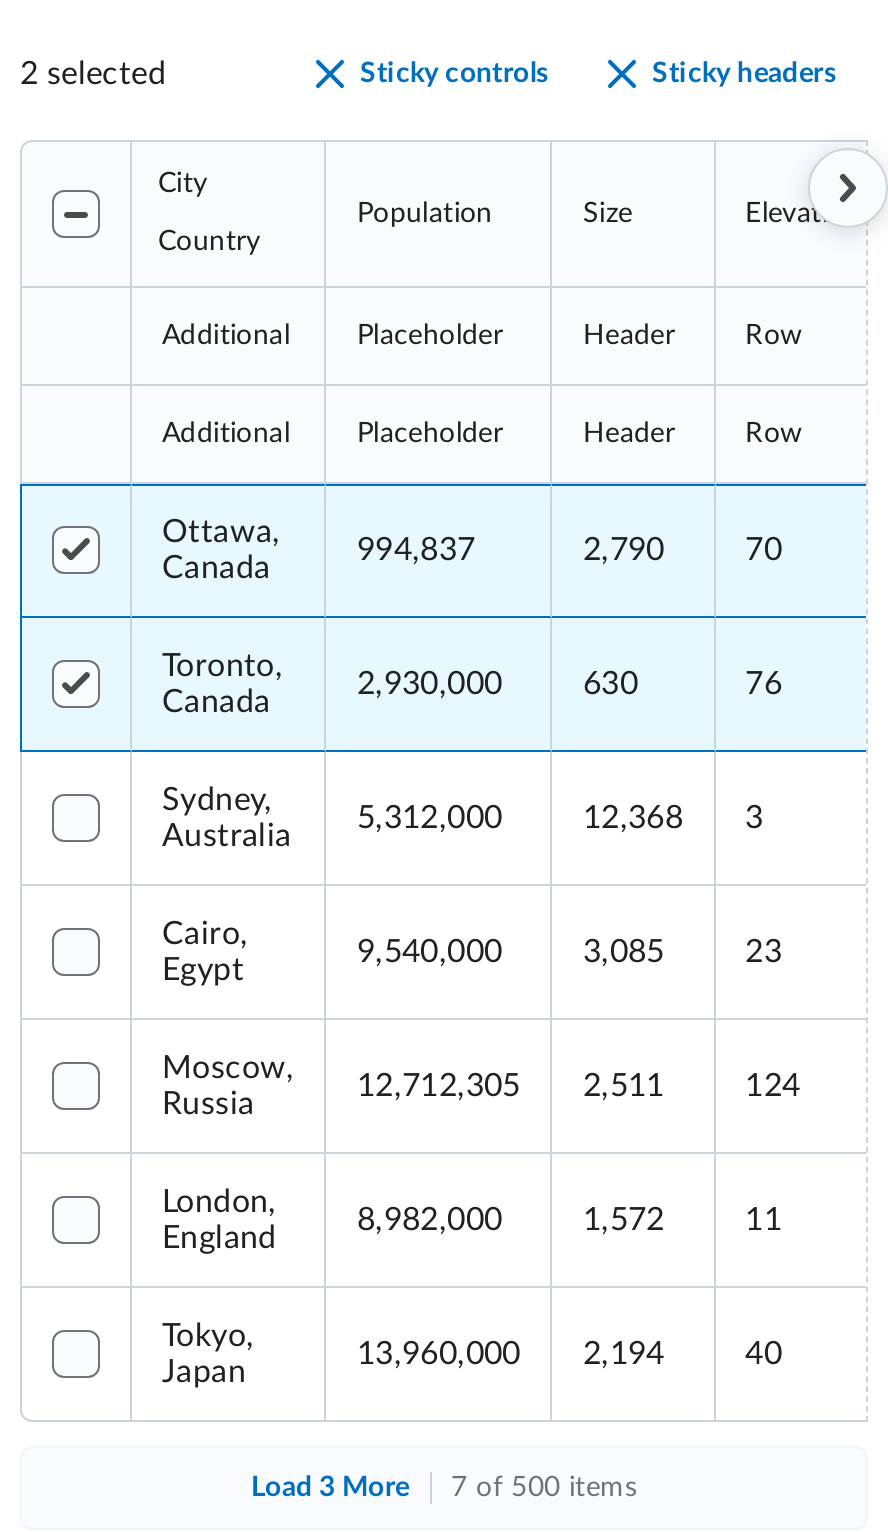 2 selected Sticky controls Sticky headers
City
Country
Population Size Elevat...
Additional Placeholder Header Row
Additional Placeholder Header Row
Ottawa,
Canada
994,837 2,790 70
Toronto,
Canada
2,930,000 630 76
Sydney,
Australia
5,312,000 12,368 3
Cairo,
Egypt
9,540,000 3,085 23
Moscow,
Russia
12,712,305 2,511 124
London,
England
8,982,000 1,572 11
Tokyo,
Japan
13,960,000 2,194 40
Load 3 More 7 of 500 items